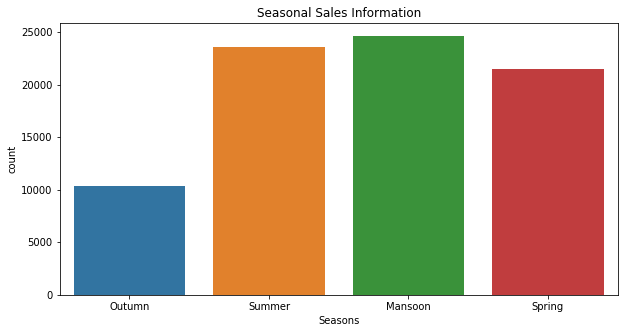 Seasonal Sales Information
25000
20000
15000
10000
5000
0
count
Outumn Summer Mansoon Spring
Seasons